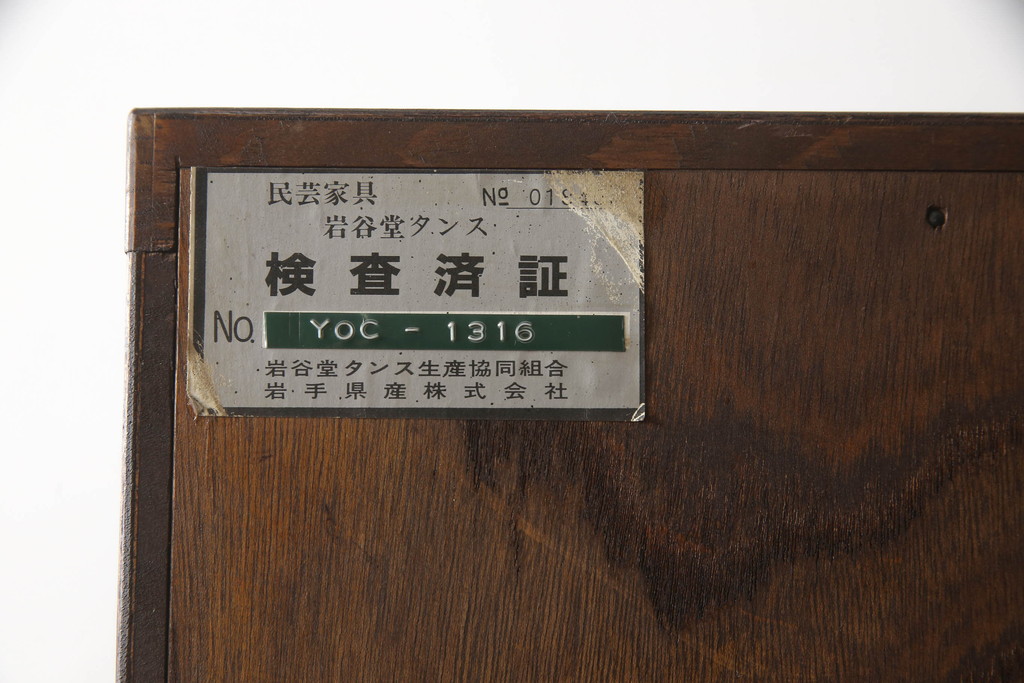 民芸家具 № 
岩谷堂タンス
検査済証
No. YOC - 1316
岩谷堂タンス生産協同組合
岩手県産株式会社